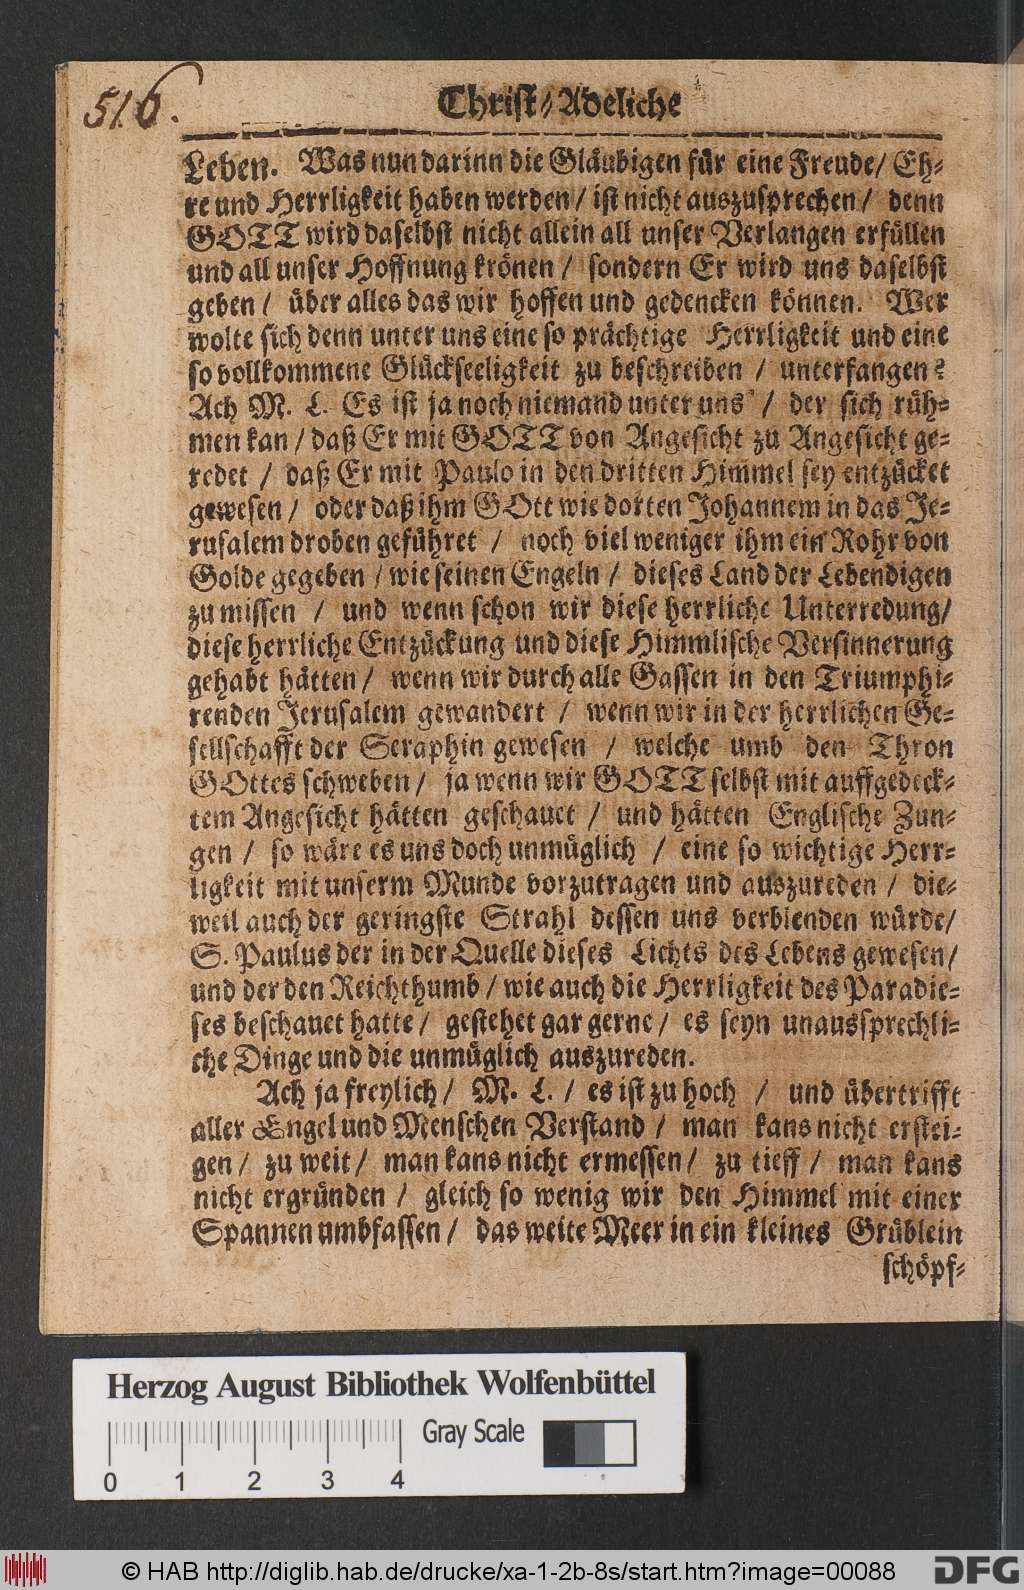 516.
Christ-Adeliche
Leben. Was nun darinn die Gläubigen für eine Freude/ Eh-
re und Herrligkeit haben werden/ ist nicht auszusprechen/ denn
GOTT wird daselbst nicht allein all unser Verlangen erfüllen
und all unser Hoffnung krönen/ sondern Er wird uns daselbst
geben/ über alles das wir hoffen und gedencken können. Wer
wolte sich denn unter uns eine so prächtige Herrligkeit und eine
so vollkommene Glückseeligkeit zu beschreiben / unterfangen?
Ach M. L. Es ist ja noch niemand unter uns / der sich rüh-
men kan / daß Er mit GOTT von Angesicht zu Angesicht ge-
redet / daß Er mit Paulo in den dritten Himmel sey entzücket
gewesen / oder daß ihm GOtt wie dorten Johannem in das Je-
rusalem droben geführet / noch viel weniger ihm ein Rohr von
Golde gegeben / wie seinen Engeln / dieses Land der Lebendigen
zu missen / und wenn schon wir diese herrliche Unterredung/
diese herrliche Entzückung und diese Himmlische Versinnerung
gehabt hätten / wenn wir durch alle Gassen in den Triumphi-
renden Jerusalem gewandert / wenn wir in der herrlichen Ge-
sellschafft der Seraphin gewesen / welche umb den Thron
GOttes schweben / ja wenn wir GOTT selbst mit auffgedeck-
tem Angesicht hätten geschauet / und hätten Englische Zun-
gen / so wäre es uns doch unmüglich / eine so wichtige Herr-
ligkeit mit unserm Munde vorzutragen und auszureden / die-
weil auch der geringste Strahl dessen uns verblenden würde/
S. Paulus der in der Quelle dieses Lichts des Lebens gewesen/
und der den Reichthumb / wie auch die Herrligkeit des Paradie-
ses beschauet hatte / gestehet gar gerne / es seyn unaussprechli-
che Dinge und die unmüglich auszureden.
Ach ja freylich / M. L. / es ist zu hoch / und übertrifft
aller Engel und Menschen Verstand / man kans nicht erstei-
gen / zu weit / man kans nicht ermessen / zu tieff / man kans
nicht ergründen / gleich so wenig wir den Himmel mit einer
Spannen umbfassen / das weite Meer in ein kleines Grüblein
schöpf-
Herzog August Bibliothek Wolfenbüttel
Gray Scale
0 1 2 3 4
© HAB http://diglib.hab.de/drucke/xa-1-2b-8s/start.htm?image=00088
DFG